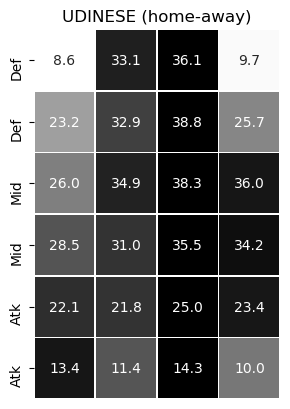 UDINESE (home-away)
Def 8.6 33.1 36.1 9.7
Def 23.2 32.9 38.8 25.7
Mid 26.0 34.9 38.3 36.0
Mid 28.5 31.0 35.5 34.2
Atk 22.1 21.8 25.0 23.4
Atk 13.4 11.4 14.3 10.0